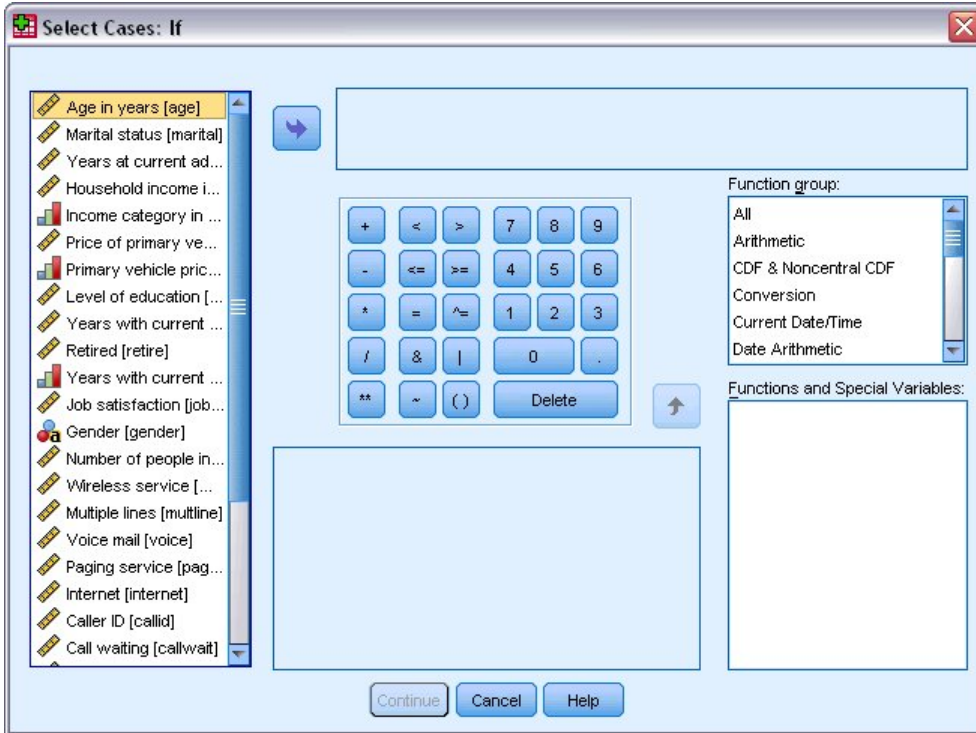 Select Cases: If
Age in years [age]
Marital status [marital]
Years at current ad...
Household income i...
Income category in ...
Price of primary ve...
Primary vehicle pric...
Level of education [...
Years with current ...
Retired [retire]
Years with current ...
Job satisfaction [job...
Gender [gender]
Number of people in...
Wireless service [...
Multiple lines [multline]
Voice mail [voice]
Paging service [pag...
Internet [internet]
Caller ID [callid]
Call waiting [callwait]
+ < > 7 8 9
- <= >= 4 5 6
* = ^= 1 2 3
/ & | 0 .
** ~ ( ) Delete
Function group:
All
Arithmetic
CDF & Noncentral CDF
Conversion
Current Date/Time
Date Arithmetic
Functions and Special Variables:
Continue Cancel Help